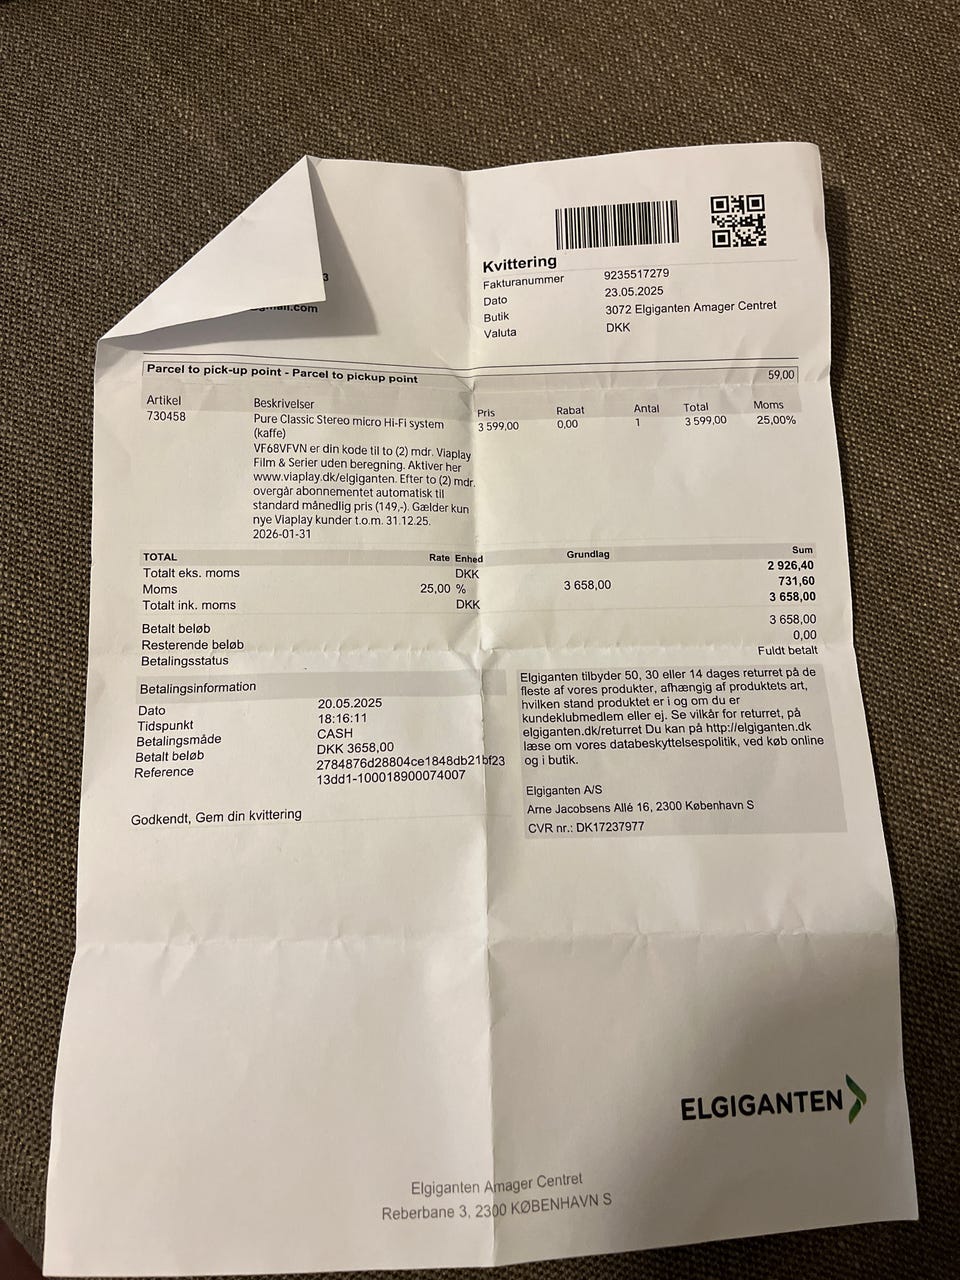 Kvittering
Fakturanummer 9235517279
Dato 23.05.2025
Butik 3072 Elgiganten Amager Centret
Valuta DKK
3
mail.com
Parcel to pick-up point - Parcel to pickup point 59,00
Artikel Beskrivelser Pris Rabat Antal Total Moms
730458 Pure Classic Stereo micro Hi-Fi system 3 599,00 0,00 1 3 599,00 25,00%
(kaffe)
VF68VFVN er din kode til to (2) mdr. Viaplay
Film & Serier uden beregning. Aktiver her
www.viaplay.dk/elgiganten. Efter to (2) mdr.
overgår abonnementet automatisk til
standard månedlig pris (149,-). Gælder kun
nye Viaplay kunder t.o.m. 31.12.25.
2026-01-31
TOTAL Rate Enhed Grundlag Sum
Totalt eks. moms DKK 2 926,40
Moms 25,00 % 3 658,00 731,60
Totalt ink. moms DKK 3 658,00
Betalt beløb 3 658,00
Resterende beløb 0,00
Betalingsstatus Fuldt betalt
Betalingsinformation
Dato 20.05.2025
Tidspunkt 18:16:11
Betalingsmåde CASH
Betalt beløb DKK 3658,00
Reference 2784876d28804ce1848db21bf23
13dd1-100018900074007
Godkendt, Gem din kvittering
Elgiganten tilbyder 50, 30 eller 14 dages returret på de
fleste af vores produkter, afhængig af produktets art,
hvilken stand produktet er i og om du er
kundeklubmedlem eller ej. Se vilkår for returret, på
elgiganten.dk/returret Du kan på http://elgiganten.dk
læse om vores databeskyttelsespolitik, ved køb online
og i butik.
Elgiganten A/S
Arne Jacobsens Allé 16, 2300 København S
CVR nr.: DK17237977
ELGIGANTEN
Elgiganten Amager Centret
Reberbane 3, 2300 KØBENHAVN S